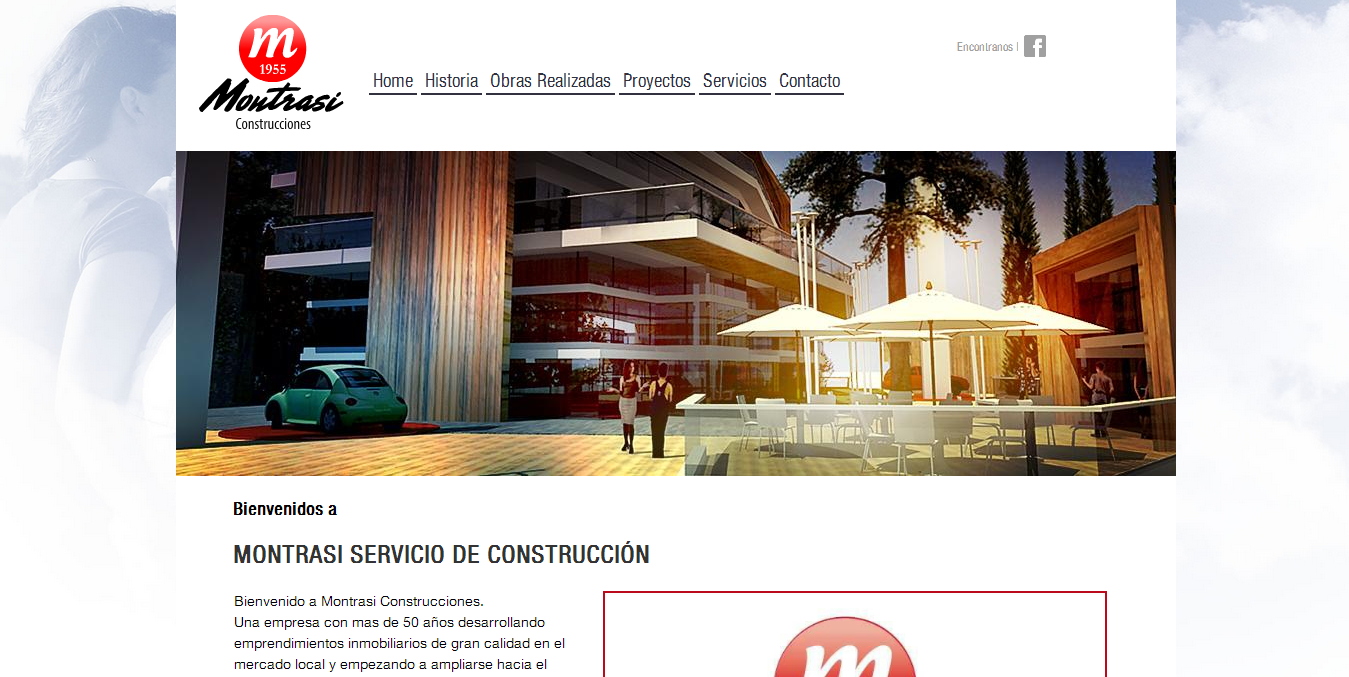 m
1955
Montrasi
Construcciones
Encontranos |
Home Historia Obras Realizadas Proyectos Servicios Contacto
Bienvenidos a
MONTRASI SERVICIO DE CONSTRUCCIÓN
Bienvenido a Montrasi Construcciones.
Una empresa con mas de 50 años desarrollando
emprendimientos inmobiliarios de gran calidad en el
mercado local y empezando a ampliarse hacia el
m